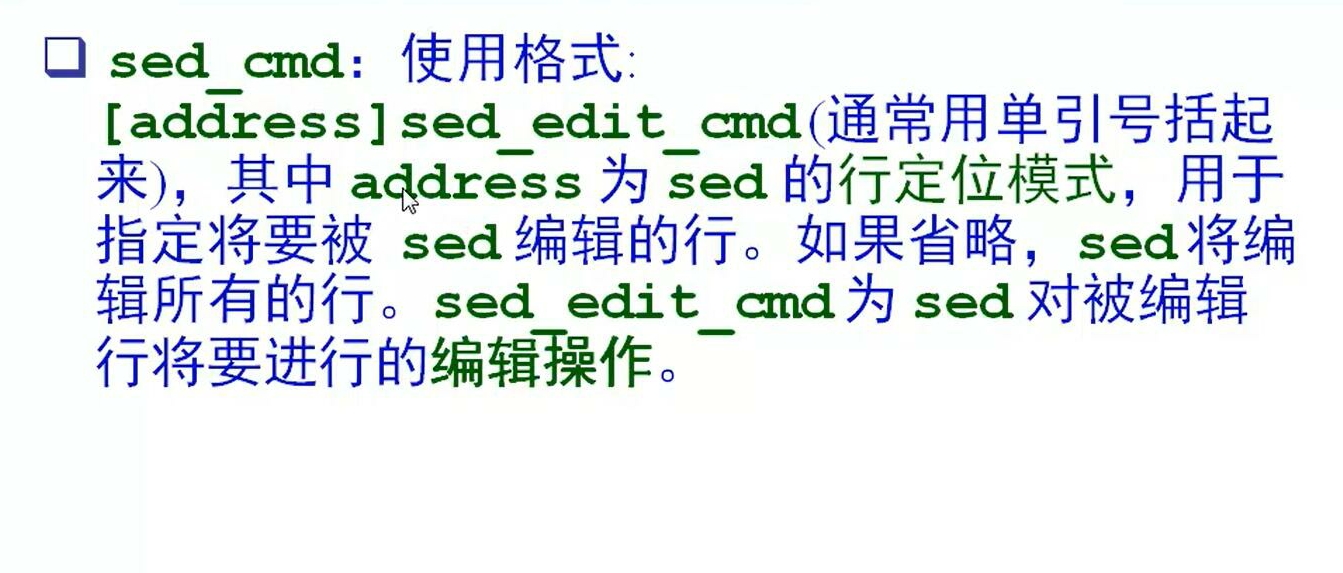 sed_cmd：使用格式:
[address]sed_edit_cmd(通常用单引号括起
来)，其中 address 为 sed 的行定位模式，用于
指定将要被 sed 编辑的行。如果省略，sed 将编
辑所有的行。sed_edit_cmd 为 sed 对被编辑
行将要进行的编辑操作。